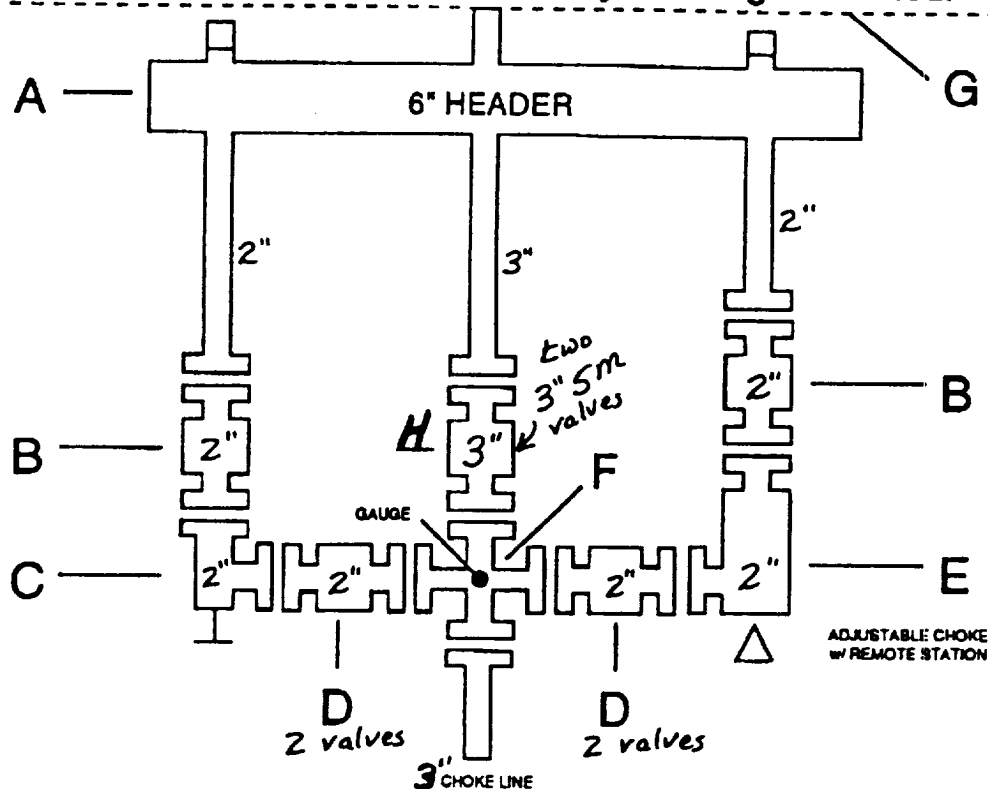 A
6" HEADER
G
2"
3"
2"
two
3" 5m
valves
B
2"
H
3"
2"
B
F
GAUGE
C
2"
2"
2"
2"
E
ADJUSTABLE CHOKE
w/ REMOTE STATION
D
2 valves
D
2 valves
3" CHOKE LINE